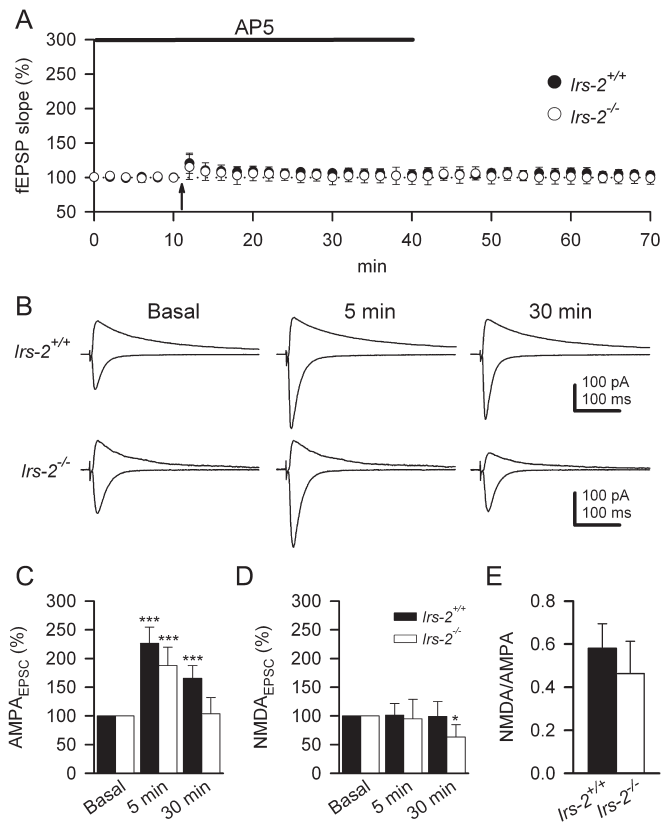 A
AP5
300
250
200
150
100
50
fEPSP slope (%)
Irs-2+/+
Irs-2-/-
0 10 20 30 40 50 60 70
min
B
Basal 5 min 30 min
Irs-2+/+
100 pA
100 ms
Irs-2-/-
100 pA
100 ms
C
300
250
200
150
100
50
0
AMPA EPSC (%)
***
***
***
Basal 5 min 30 min
D
300
250
200
150
100
50
0
NMDA EPSC (%)
Irs-2+/+
Irs-2-/-
*
Basal 5 min 30 min
E
0.8
0.6
0.4
0.2
0.0
NMDA/AMPA
Irs-2+/+ Irs-2-/-